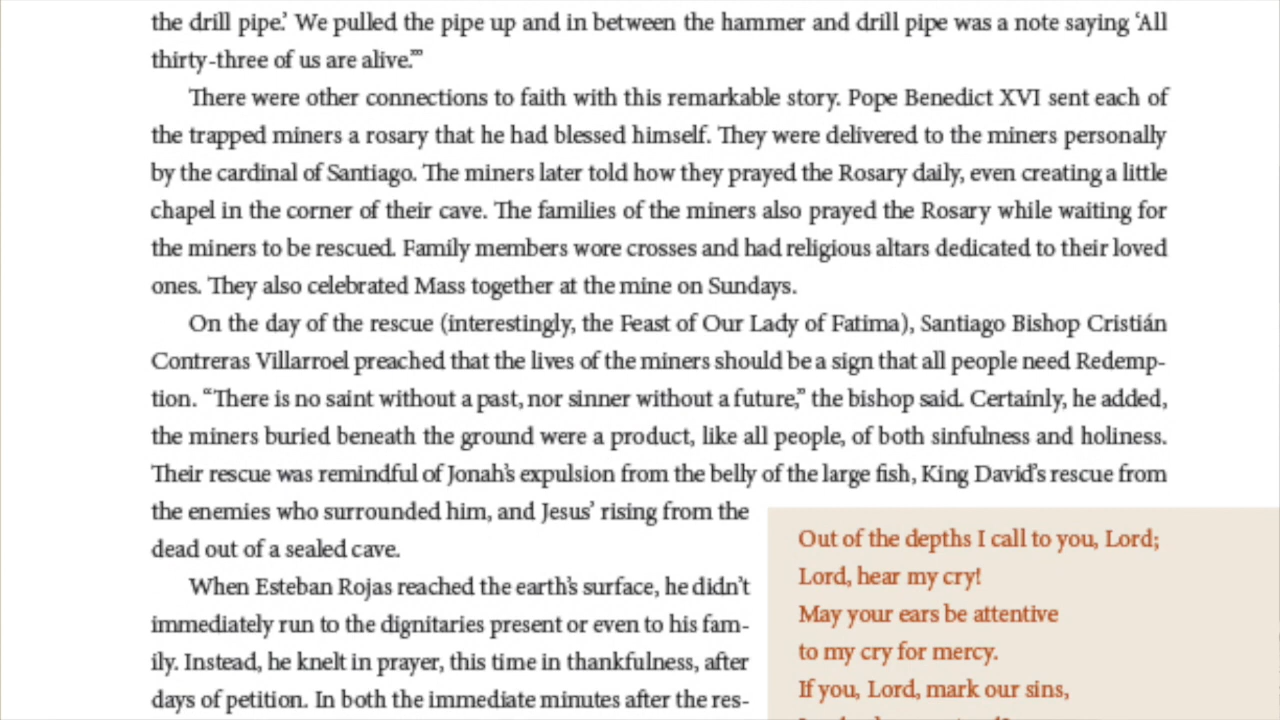 the drill pipe.’ We pulled the pipe up and in between the hammer and drill pipe was a note saying ‘All
thirty-three of us are alive.’”
There were other connections to faith with this remarkable story. Pope Benedict XVI sent each of
the trapped miners a rosary that he had blessed himself. They were delivered to the miners personally
by the cardinal of Santiago. The miners later told how they prayed the Rosary daily, even creating a little
chapel in the corner of their cave. The families of the miners also prayed the Rosary while waiting for
the miners to be rescued. Family members wore crosses and had religious altars dedicated to their loved
ones. They also celebrated Mass together at the mine on Sundays.
On the day of the rescue (interestingly, the Feast of Our Lady of Fatima), Santiago Bishop Cristián
Contreras Villarroel preached that the lives of the miners should be a sign that all people need Redemp-
tion. “There is no saint without a past, nor sinner without a future,” the bishop said. Certainly, he added,
the miners buried beneath the ground were a product, like all people, of both sinfulness and holiness.
Their rescue was remindful of Jonah’s expulsion from the belly of the large fish, King David’s rescue from
the enemies who surrounded him, and Jesus’ rising from the
dead out of a sealed cave.
When Esteban Rojas reached the earth’s surface, he didn’t
immediately run to the dignitaries present or even to his fam-
ily. Instead, he knelt in prayer, this time in thankfulness, after
days of petition. In both the immediate minutes after the res-
Out of the depths I call to you, Lord;
Lord, hear my cry!
May your ears be attentive
to my cry for mercy.
If you, Lord, mark our sins,